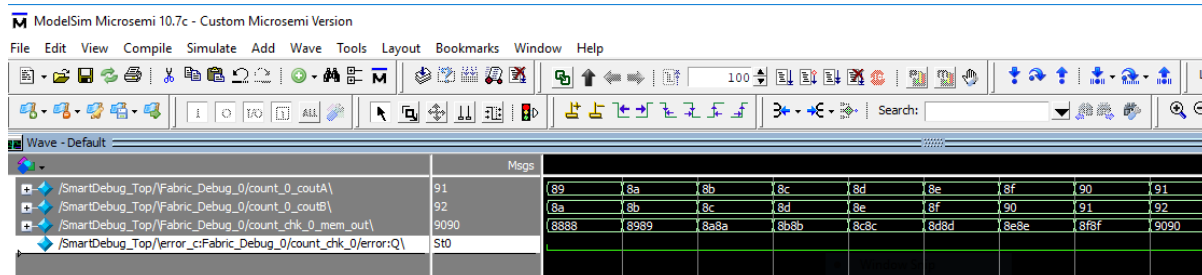 ModelSim Microsemi 10.7c - Custom Microsemi Version
File Edit View Compile Simulate Add Wave Tools Layout Bookmarks Window Help
100
I O I/O ALL Search:
Wave - Default
Msgs
/SmartDebug_Top/\Fabric_Debug_0/count_0_coutA\ 91 89 8a 8b 8c 8d 8e 8f 90 91
/SmartDebug_Top/\Fabric_Debug_0/count_0_coutB\ 92 8a 8b 8c 8d 8e 8f 90 91 92
/SmartDebug_Top/\Fabric_Debug_0/count_chk_0_mem_out\ 9090 8888 8989 8a8a 8b8b 8c8c 8d8d 8e8e 8f8f 9090
/SmartDebug_Top/\error_c:Fabric_Debug_0/count_chk_0/error:Q\ St0